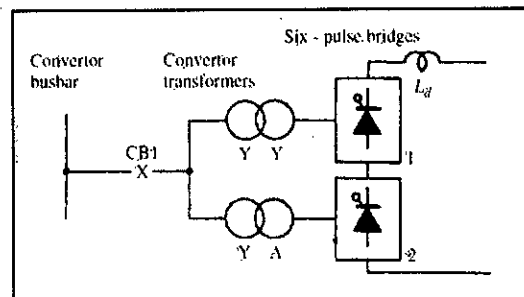 Six - pulse bridges
Convertor
busbar
Convertor
transformers
L_d
CB1
X
Y Y
1
Y A
2